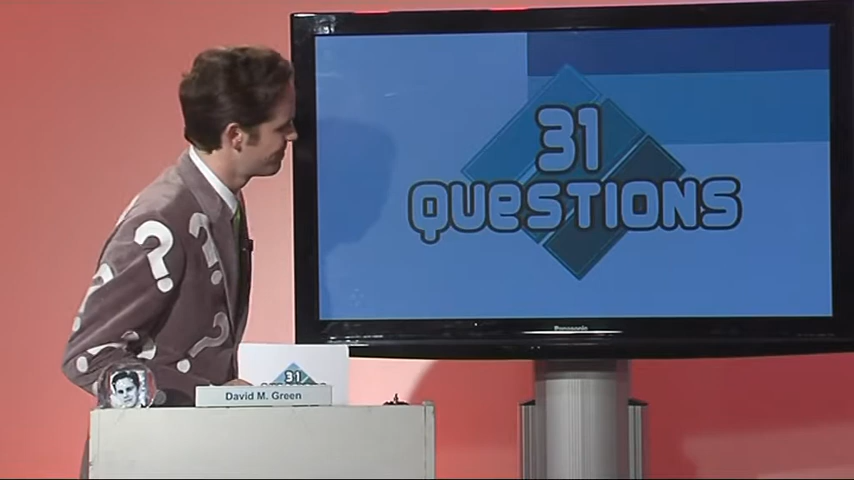 31
QUESTIONS
Panasonic
31
David M. Green
? ? ? ? ?